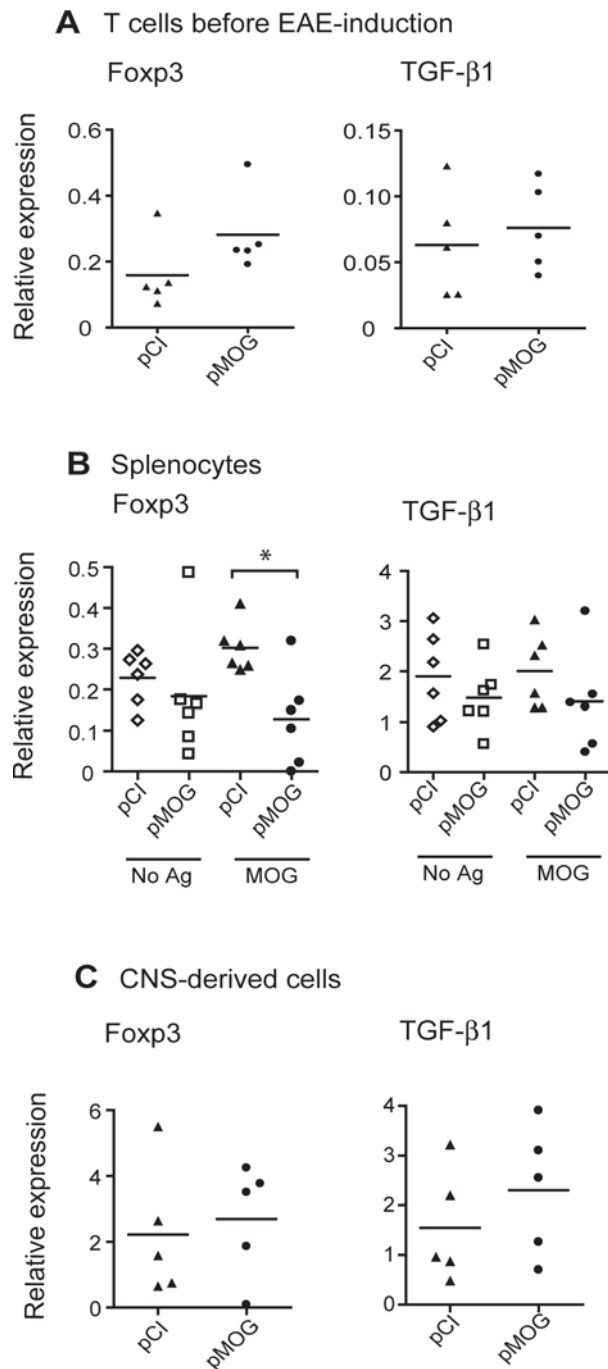 A T cells before EAE-induction
Foxp3
TGF-β1
Relative expression
0.6
0.4
0.2
0
pCI
pMOG
0.15
0.10
0.05
0
pCI
pMOG
B Splenocytes
Foxp3
TGF-β1
Relative expression
0.5
0.4
0.3
0.2
0.1
0
*
pCI
pMOG
pCI
pMOG
No Ag
MOG
4
3
2
1
0
pCI
pMOG
pCI
pMOG
No Ag
MOG
C CNS-derived cells
Foxp3
TGF-β1
Relative expression
6
4
2
0
pCI
pMOG
4
3
2
1
0
pCI
pMOG